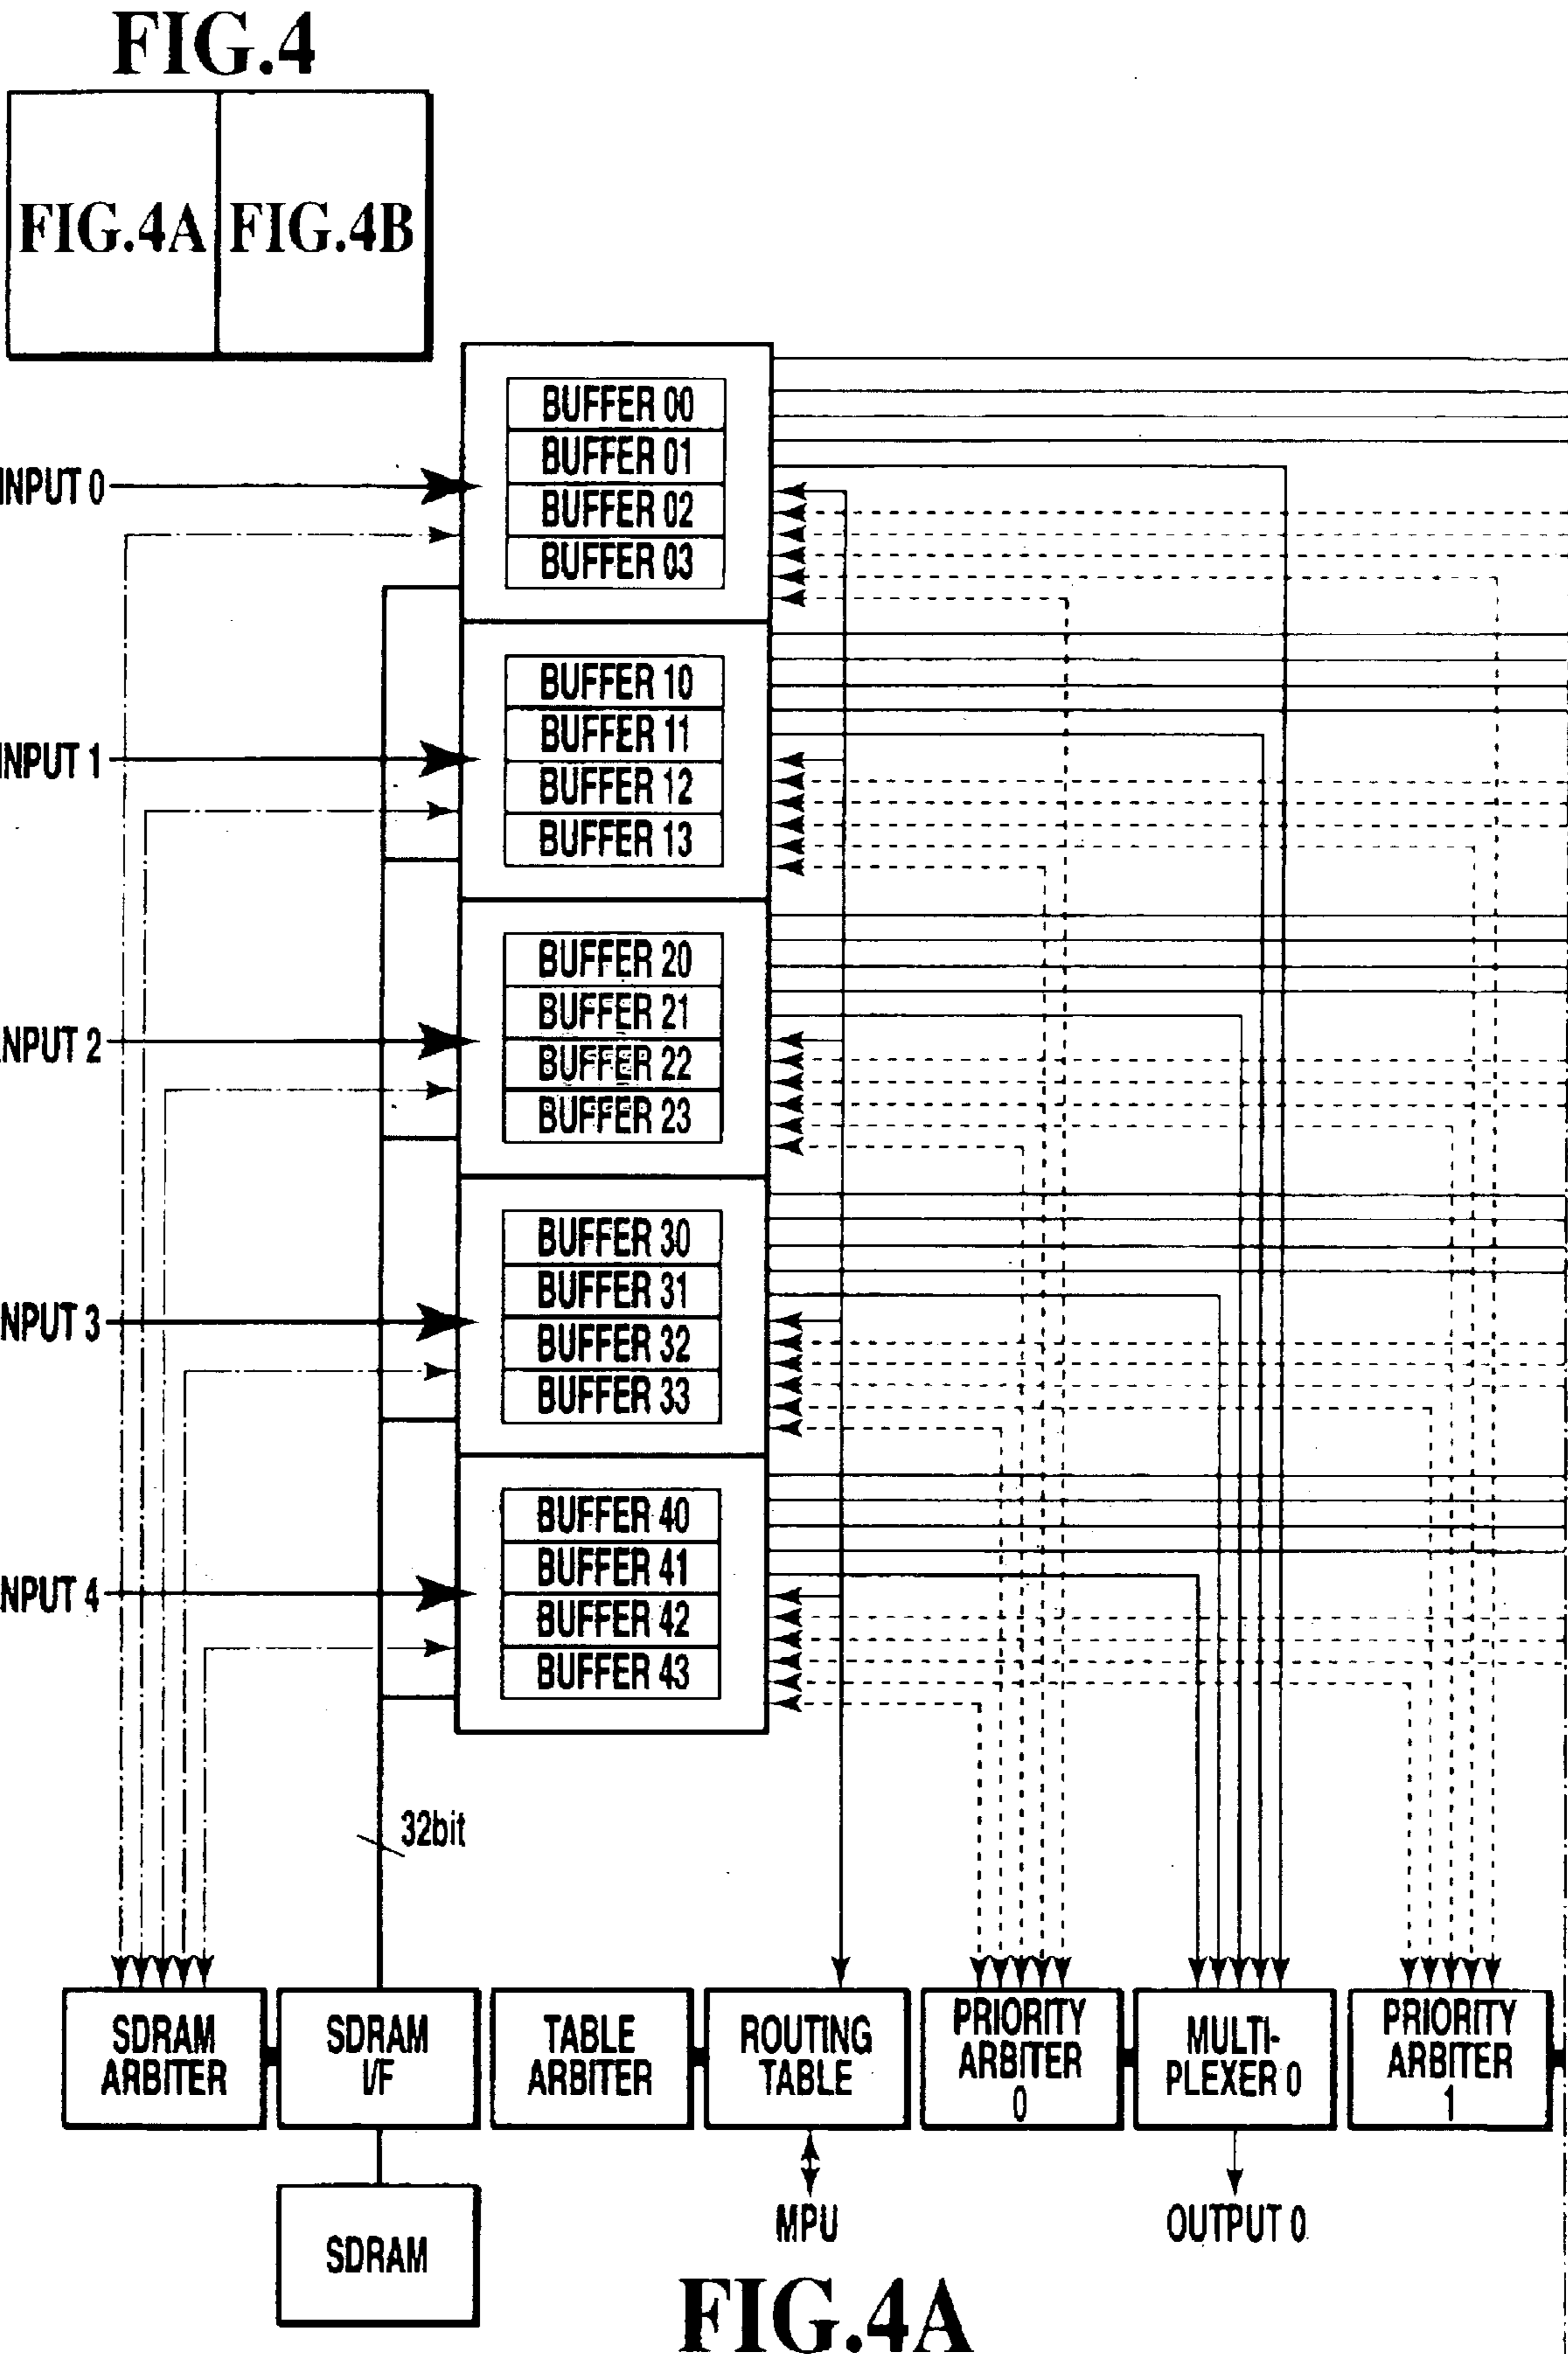 FIG.4
FIG.4A FIG.4B
BUFFER 00
BUFFER 01
INPUT 0
BUFFER 02
BUFFER 03
BUFFER 10
BUFFER 11
INPUT 1
BUFFER 12
BUFFER 13
BUFFER 20
BUFFER 21
INPUT 2
BUFFER 22
BUFFER 23
BUFFER 30
BUFFER 31
INPUT 3
BUFFER 32
BUFFER 33
BUFFER 40
BUFFER 41
INPUT 4
BUFFER 42
BUFFER 43
32bit
SDRAM
ARBITER
SDRAM
I/F
TABLE
ARBITER
ROUTING
TABLE
PRIORITY
ARBITER
0
MULTI-
PLEXER 0
PRIORITY
ARBITER
1
SDRAM
MPU
OUTPUT 0
FIG.4A